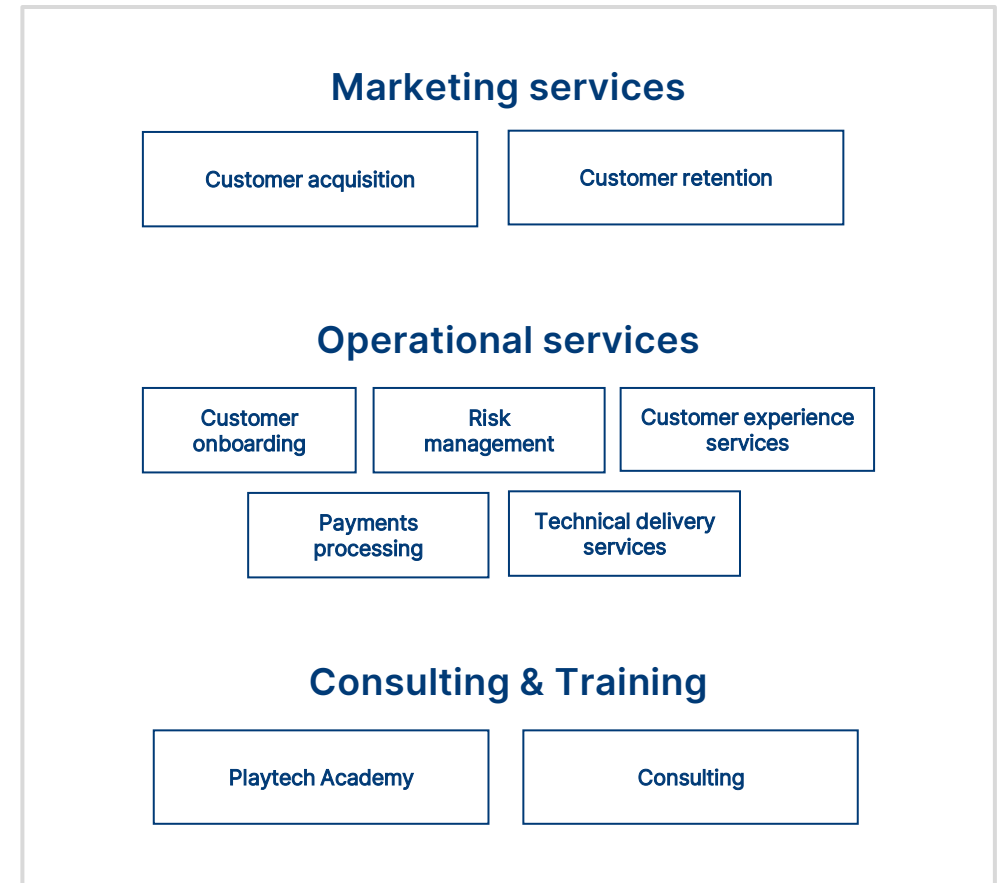 Marketing services
Customer acquisition
Customer retention
Operational services
Customer
onboarding
Risk
management
Customer experience
services
Payments
processing
Technical delivery
services
Consulting & Training
Playtech Academy
Consulting